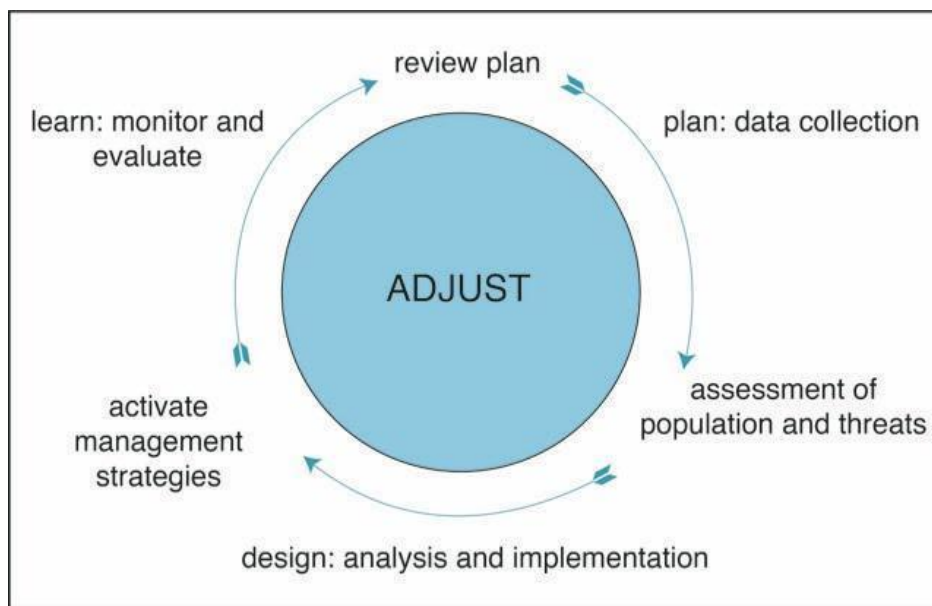 review plan
learn: monitor and
evaluate
plan: data collection
ADJUST
assessment of
population and threats
activate
management
strategies
design: analysis and implementation